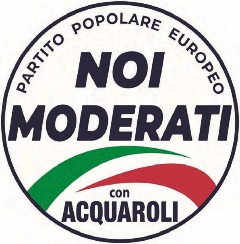 PARTITO POPOLARE EUROPEO
NOI
MODERATI
con
ACQUAROLI